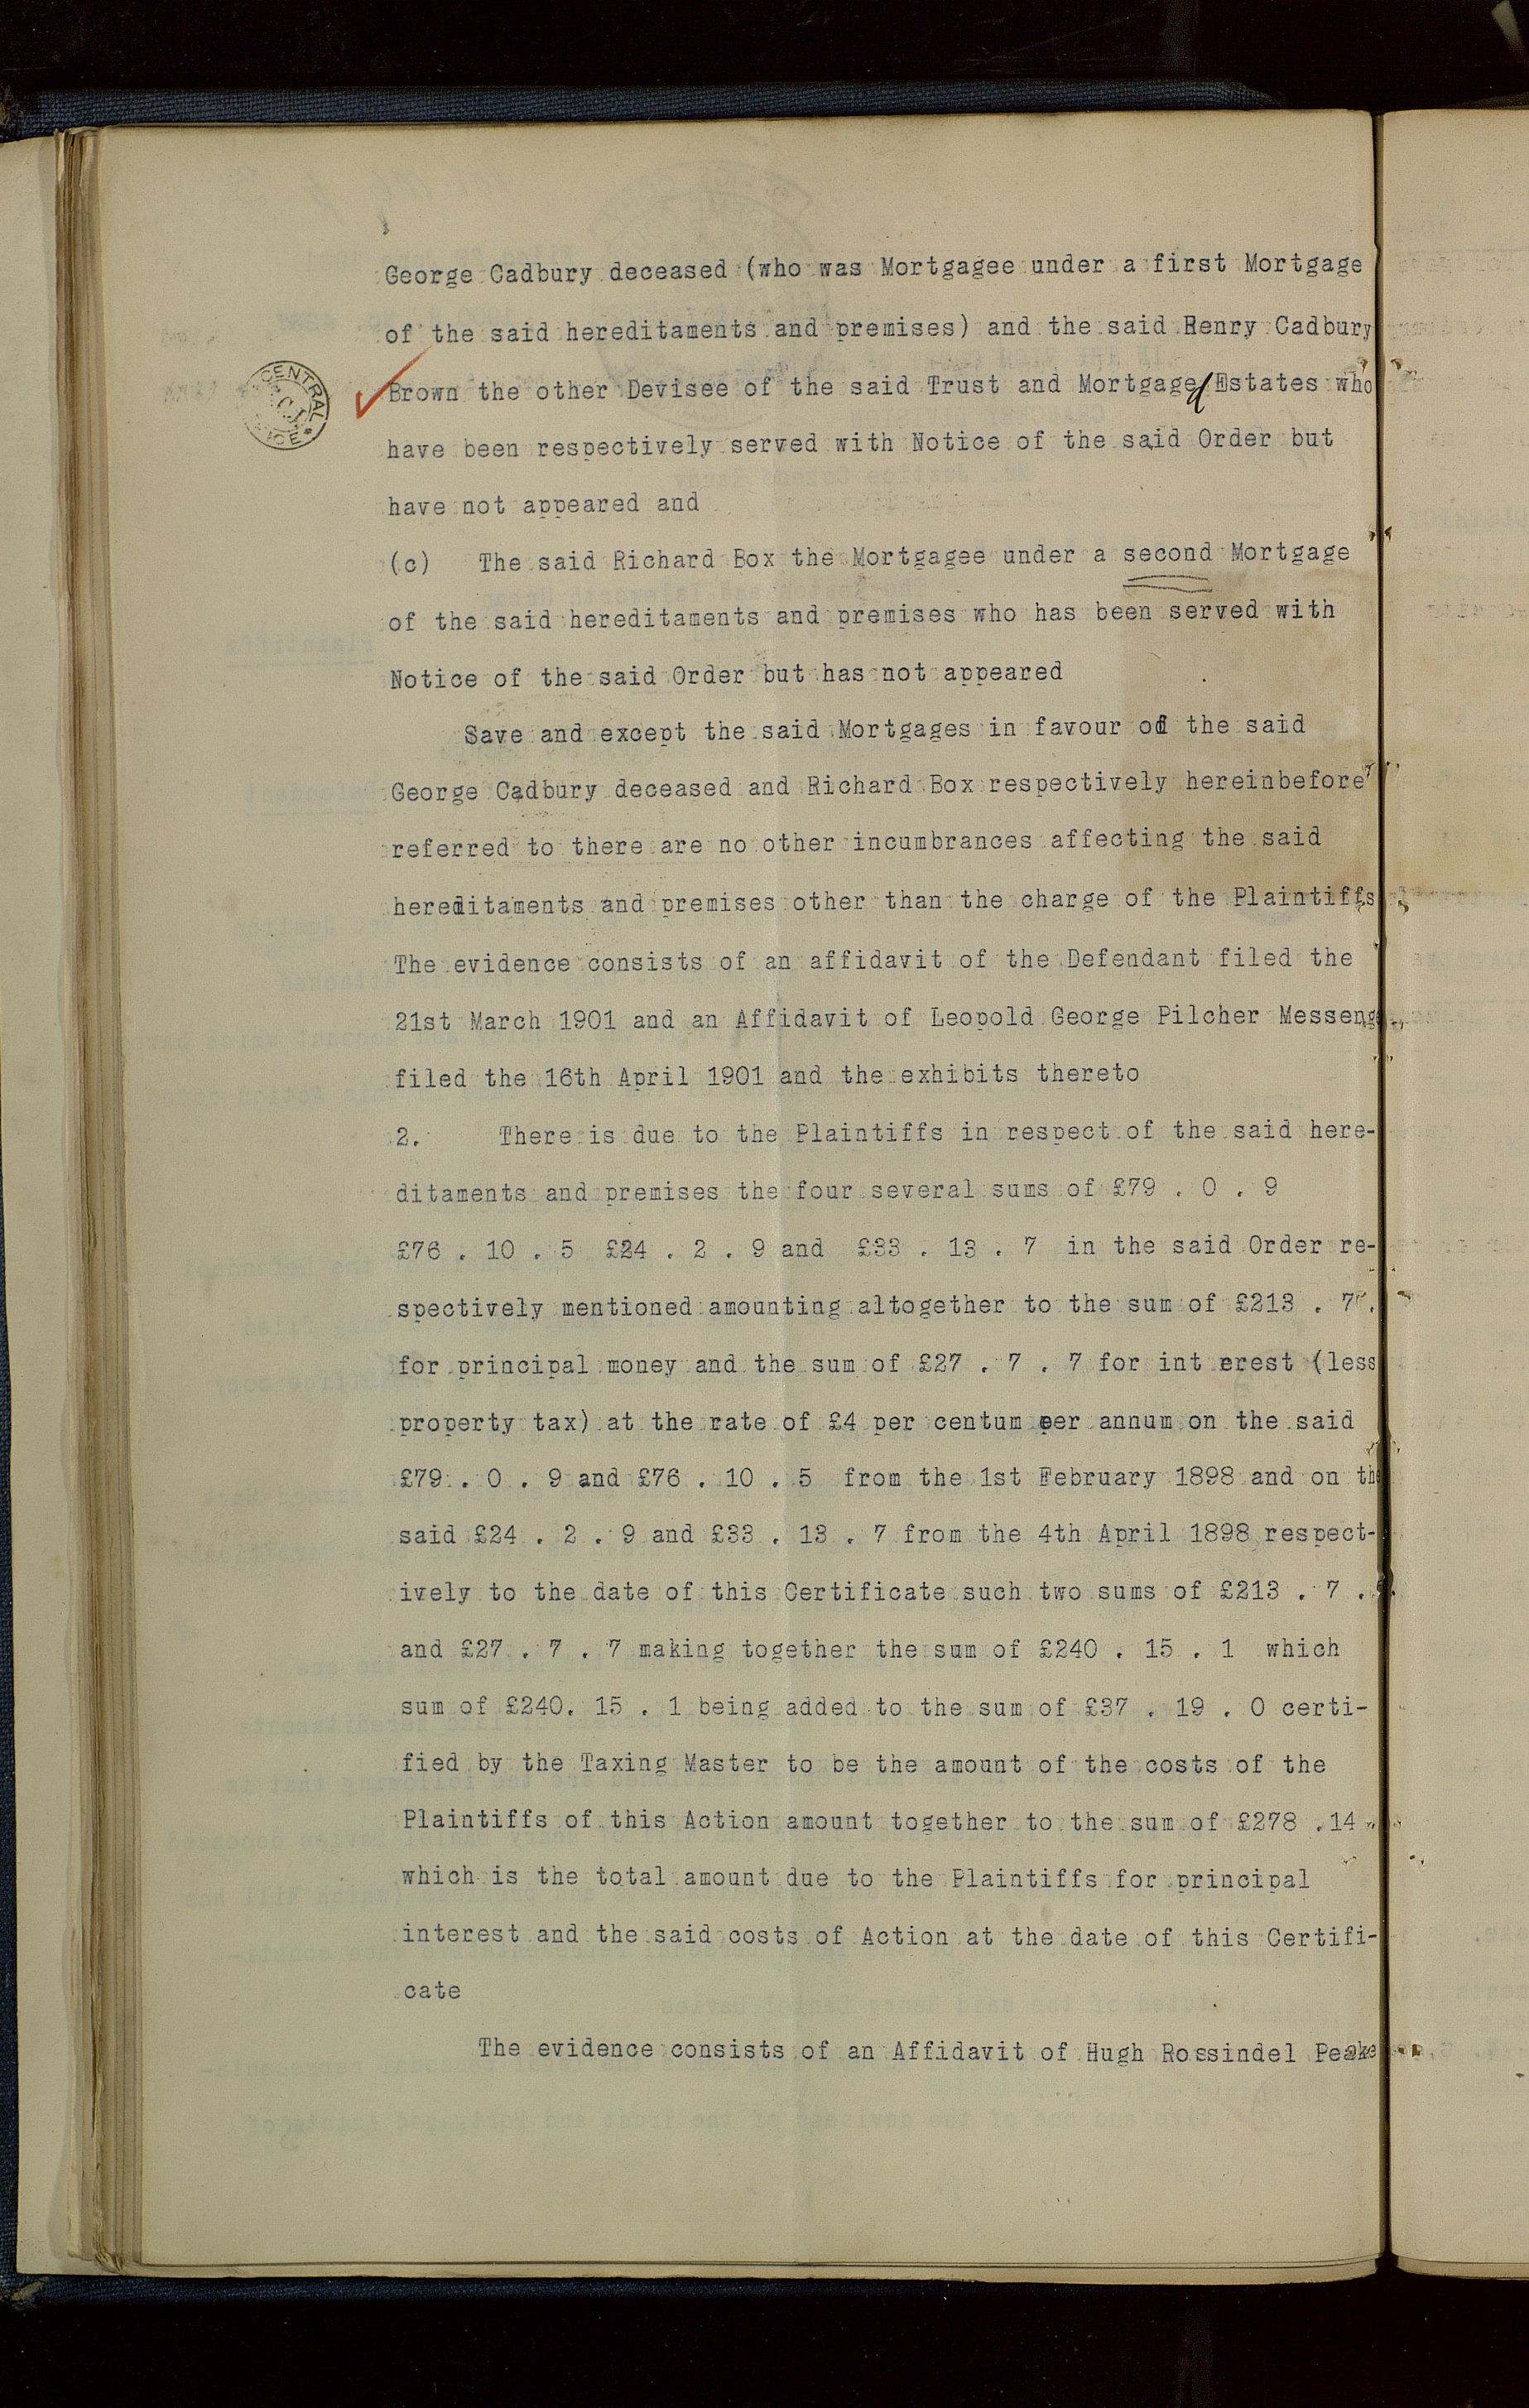 George Cadbury deceased (who was Mortgagee under a first Mortgage
of the said hereditaments and premises) and the said Henry Cadbury
CENTRAL
Brown the other Devisee of the said Trust and Mortgaged Estates who
have been respectively served with Notice of the said Order but
have not appeared and
(c) The said Richard Box the Mortgagee under a second Mortgage
of the said hereditaments and premises who has been served with
Notice of the said Order but has not appeared
Save and except the said Mortgages in favour of the said
George Cadbury deceased and Richard Box respectively hereinbefore
referred to there are no other incumbrances affecting the said
hereditaments and premises other than the charge of the Plaintiffs
The evidence consists of an affidavit of the Defendant filed the
21st March 1901 and an Affidavit of Leopold George Pilcher Messeng
filed the 16th April 1901 and the exhibits thereto
2. There is due to the Plaintiffs in respect of the said here-
ditaments and premises the four several sums of £79 . 0 . 9
£76 . 10 . 5 £24 . 2 . 9 and £33 . 13 . 7 in the said Order re-
spectively mentioned amounting altogether to the sum of £213 . 7 .
for principal money and the sum of £27 . 7 . 7 for int erest (less
property tax) at the rate of £4 per centum per annum on the said
£79 . 0 . 9 and £76 . 10 . 5 from the 1st February 1898 and on the
said £24 . 2 . 9 and £33 . 13 . 7 from the 4th April 1898 respect-
ively to the date of this Certificate such two sums of £213 . 7 .
and £27 . 7 . 7 making together the sum of £240 . 15 . 1 which
sum of £240. 15 . 1 being added to the sum of £37 . 19 . 0 certi-
fied by the Taxing Master to be the amount of the costs of the
Plaintiffs of this Action amount together to the sum of £278 .14
which is the total amount due to the Plaintiffs for principal
interest and the said costs of Action at the date of this Certifi-
cate
The evidence consists of an Affidavit of Hugh Rossindel Peake